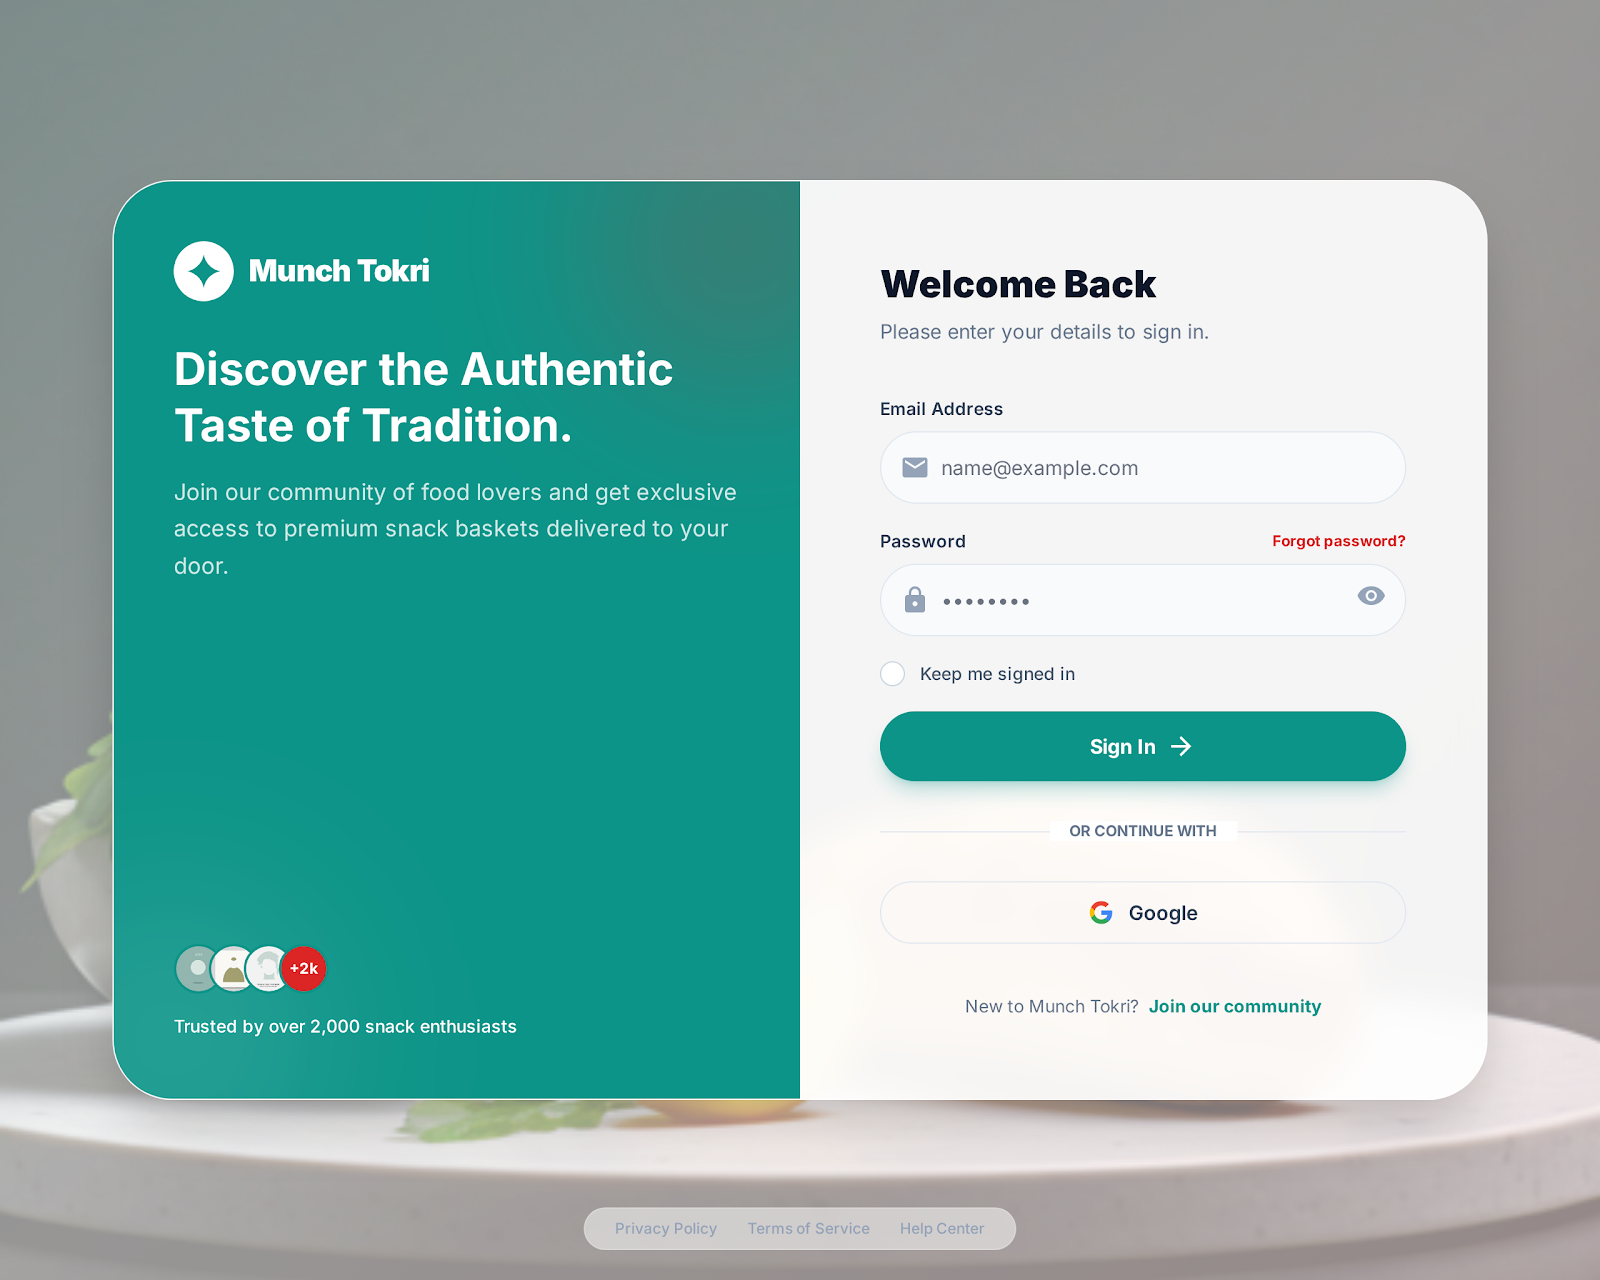 Munch Tokri
Discover the Authentic
Taste of Tradition.
Join our community of food lovers and get exclusive
access to premium snack baskets delivered to your
door.
+2k
Trusted by over 2,000 snack enthusiasts
Welcome Back
Please enter your details to sign in.
Email Address
name@example.com
Password
Forgot password?
••••••••
Keep me signed in
Sign In
OR CONTINUE WITH
Google
New to Munch Tokri? Join our community
Privacy Policy
Terms of Service
Help Center